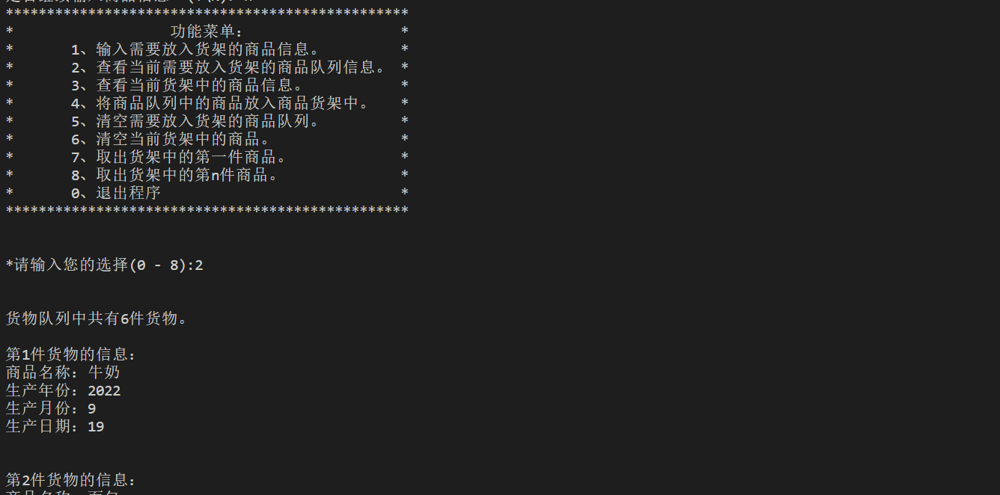 *************************************************
* 功能菜单： *
* 1、输入需要放入货架的商品信息。 *
* 2、查看当前需要放入货架的商品队列信息。 *
* 3、查看当前货架中的商品信息。 *
* 4、将商品队列中的商品放入商品货架中。 *
* 5、清空需要放入货架的商品队列。 *
* 6、清空当前货架中的商品。 *
* 7、取出货架中的第一件商品。 *
* 8、取出货架中的第n件商品。 *
* 0、退出程序 *
*************************************************
*请输入您的选择(0 - 8):2
货物队列中共有6件货物。
第1件货物的信息：
商品名称：牛奶
生产年份：2022
生产月份：9
生产日期：19
第2件货物的信息：